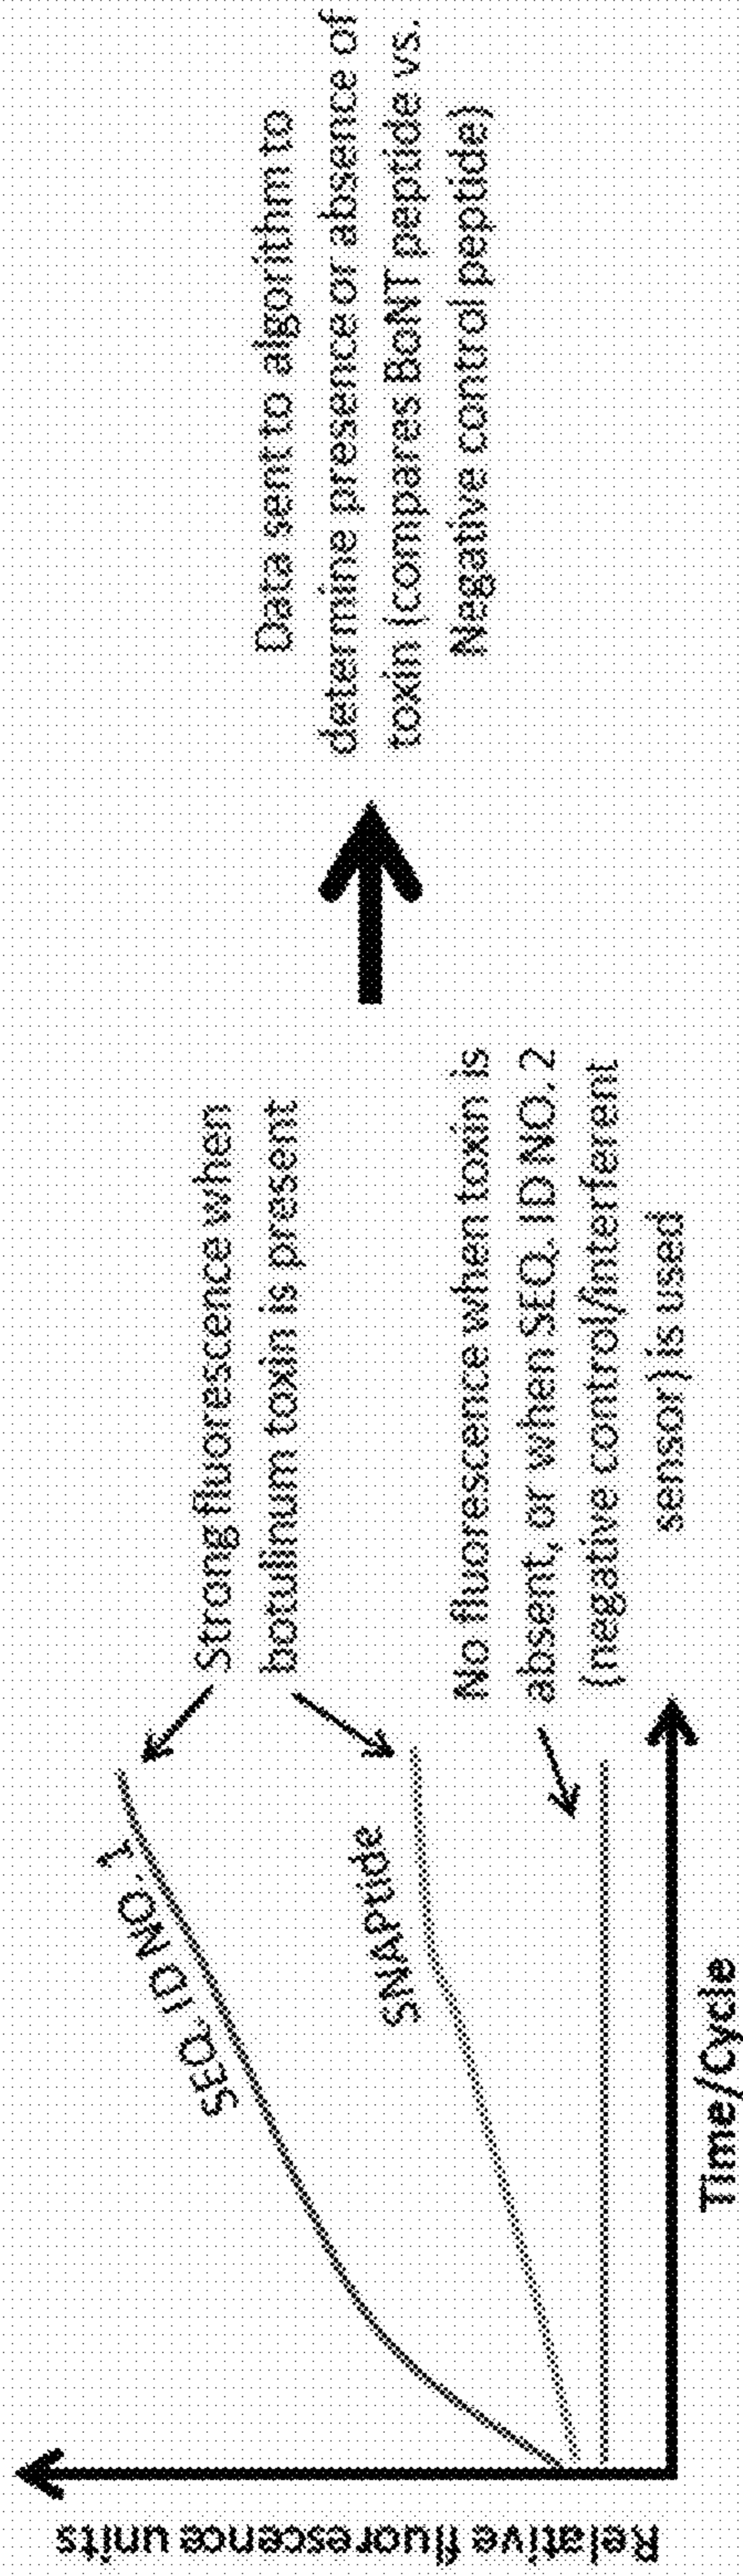 Relative fluorescence units
SEQ. ID NO. 1
SNAPtide
Time/Cycle
Strong fluorescence when
botulinum toxin is present
No fluorescence when toxin is
absent, or when SEQ. ID NO. 2
(negative control/interferent
sensor) is used
Data sent to algorithm to
determine presence or absence of
toxin (compares BoNT peptide vs.
Negative control peptide)